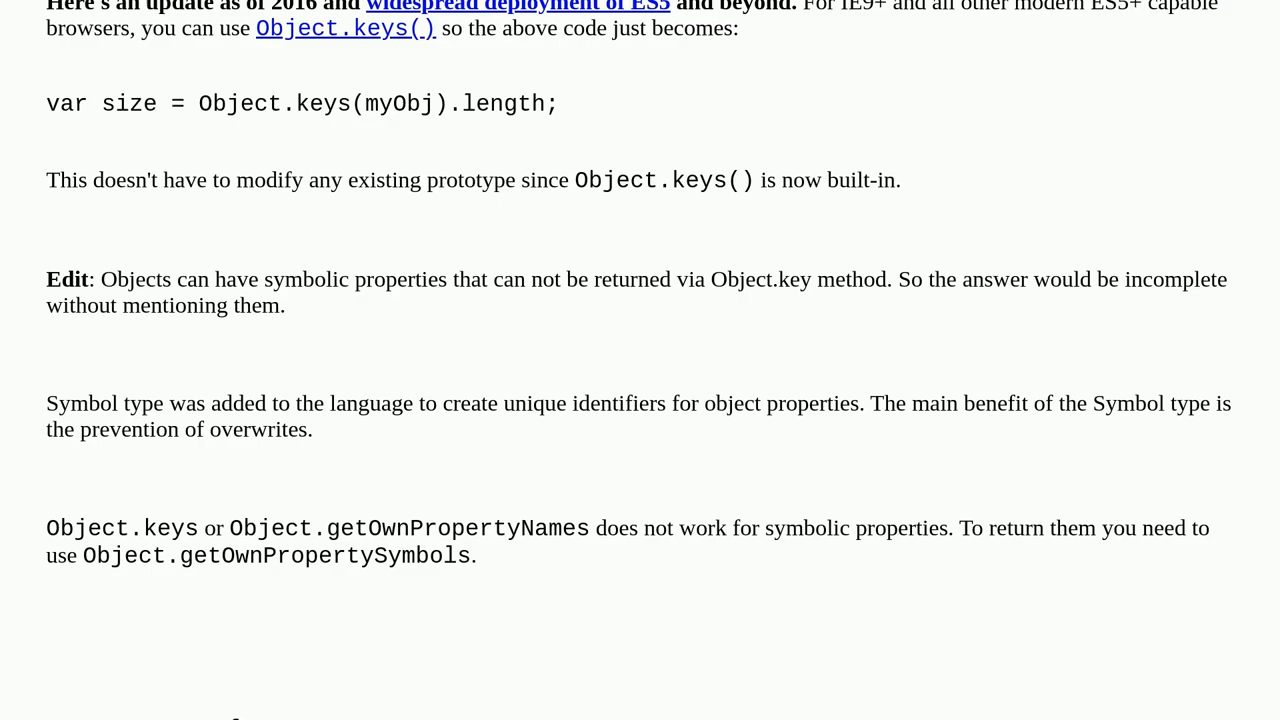 Here's an update as of 2016 and widespread deployment of ES5 and beyond. For IE9+ and all other modern ES5+ capable
browsers, you can use Object.keys() so the above code just becomes:
var size = Object.keys(myObj).length;
This doesn't have to modify any existing prototype since Object.keys() is now built-in.
Edit: Objects can have symbolic properties that can not be returned via Object.key method. So the answer would be incomplete
without mentioning them.
Symbol type was added to the language to create unique identifiers for object properties. The main benefit of the Symbol type is
the prevention of overwrites.
Object.keys or Object.getOwnPropertyNames does not work for symbolic properties. To return them you need to
use Object.getOwnPropertySymbols.